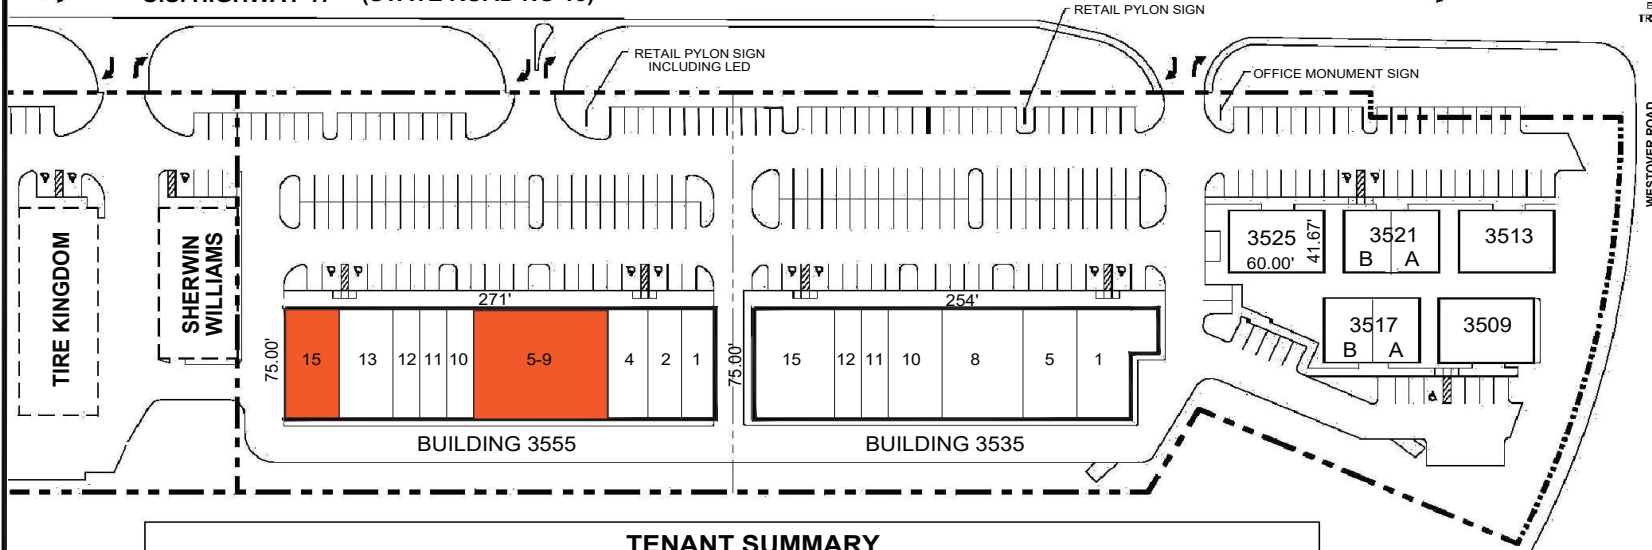 RETAIL PYLON SIGN
RETAIL PYLON SIGN
INCLUDING LED
OFFICE MONUMENT SIGN
WESTOVER ROAD
TIRE KINGDOM
SHERWIN
WILLIAMS
3525
60.00'
41.67'
3521
B A
3513
3517
B A
3509
271'
254'
75.00'
15 13 12 11 10 5-9 4 2 1
75.00'
15 12 11 10 8 5 1
BUILDING 3555
BUILDING 3535
TENANT SUMMARY